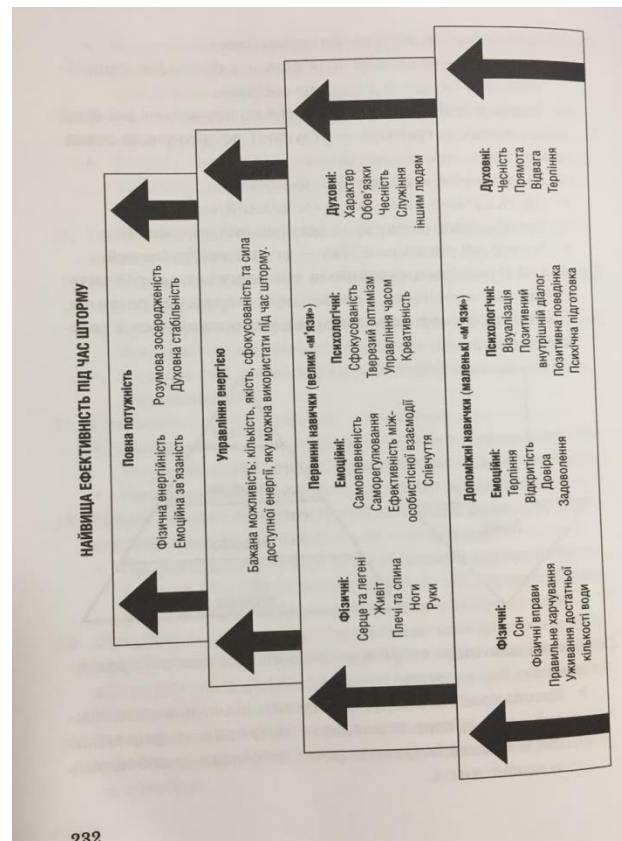 НАЙВИЩА ЕФЕКТИВНІСТЬ ПІД ЧАС ШТОРМУ
Повна потужність
Фізична енергійність
Емоційна зв'язаність
Розумова зосередженість
Духовна стабільність
Управління енергією
Бажана можливість: кількість, якість, сфокусованість та сила
доступної енергії, яку можна використати під час шторму.
Первинні навички (великі «м'язи»)
Фізичні:
Серце та легені
Живіт
Плечі та спина
Ноги
Руки
Емоційні:
Самовпевненість
Саморегулювання
Ефективність між-
особистісної взаємодії
Співчуття
Психологічні:
Сфокусованість
Тверезий оптимізм
Управління часом
Креативність
Духовні:
Характер
Обов'язки
Чесність
Служіння
іншим людям
Допоміжні навички (маленькі «м'язи»)
Фізичні:
Сон
Фізичні вправи
Правильне харчування
Уживання достатньої
кількості води
Емоційні:
Терпіння
Відкритість
Довіра
Задоволення
Психологічні:
Візуалізація
Позитивний
внутрішній діалог
Позитивна поведінка
Психічна підготовка
Духовні:
Чесність
Прямота
Відвага
Терпіння
232